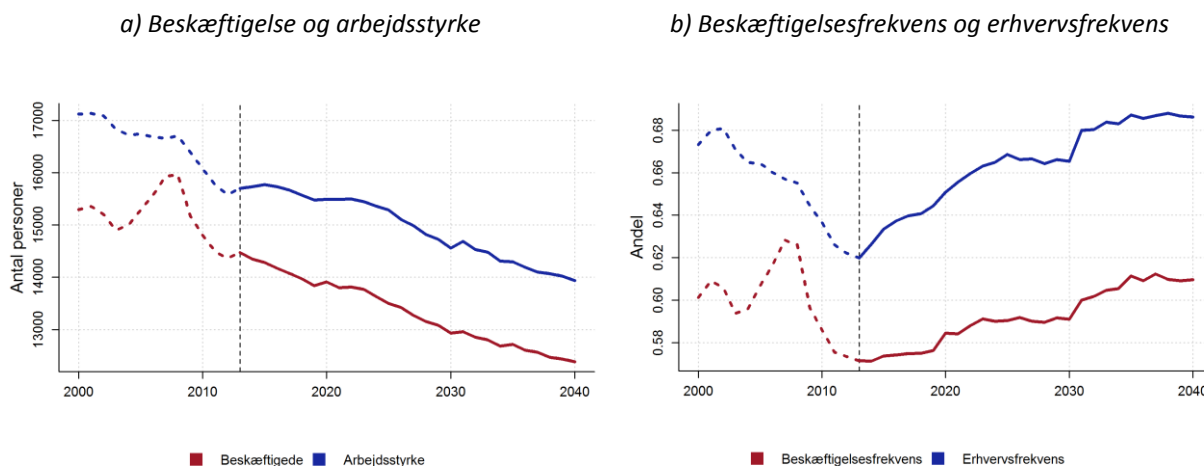 a) Beskæftigelse og arbejdsstyrke
b) Beskæftigelsesfrekvens og erhvervsfrekvens
Antal personer
17000
16000
15000
14000
13000
2000 2010 2020 2030 2040
Beskæftigede Arbejdsstyrke
Andel
0.68
0.66
0.64
0.62
0.60
0.58
2000 2010 2020 2030 2040
Beskæftigelsesfrekvens Erhvervsfrekvens